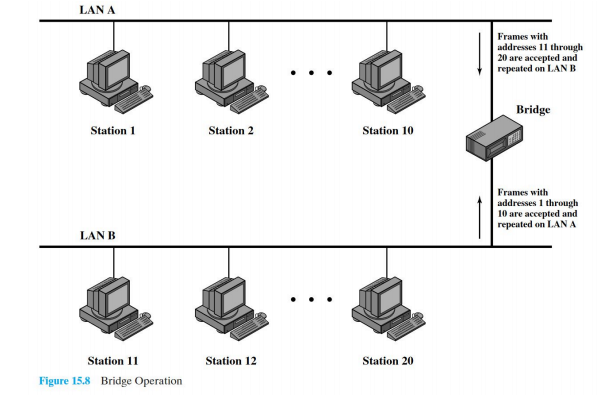 LAN A
Frames with
addresses 11 through
20 are accepted and
repeated on LAN B
Station 1
Station 2
Station 10
Bridge
Frames with
addresses 1 through
10 are accepted and
repeated on LAN A
LAN B
Station 11
Station 12
Station 20
Figure 15.8 Bridge Operation